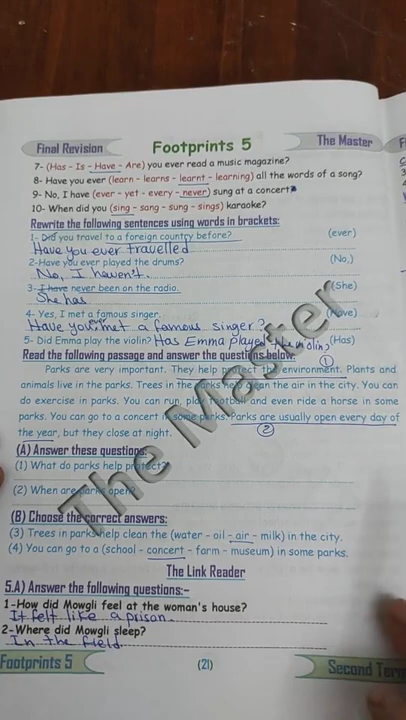 Final Revision Footprints 5 The Master
7- (Has - Is - Have - Are) you ever read a music magazine?
8- Have you ever (learn - learns - learnt - learning) all the words of a song?
9- No, I have (ever - yet - every - never) sung at a concert?
10- When did you (sing - sang - sung - sings) karaoke?
Rewrite the following sentences using words in brackets:
1- Did you travel to a foreign country before? (ever)
Have you ever travelled
2-Have you ever played the drums? (No,)
No, I haven't.
3- I have never been on the radio. (She)
She has
4- Yes, I met a famous singer. (Have)
Have you ever met a famous singer?
5- Did Emma play the violin? Has Emma played the violin? (Has)
Read the following passage and answer the questions below:
Parks are very important. They help protect the environment. Plants and
animals live in the parks. Trees in the parks help clean the air in the city. You can
do exercise in parks. You can run, play football and even ride a horse in some
parks. You can go to a concert in some parks. Parks are usually open every day of
the year, but they close at night.
(A) Answer these questions:
(1) What do parks help protect?
(2) When are parks open?
(B) Choose the correct answers:
(3) Trees in parks help clean the (water - oil - air - milk) in the city.
(4) You can go to a (school - concert - farm - museum) in some parks.
The Link Reader
5.A) Answer the following questions:-
1-How did Mowgli feel at the woman's house?
It felt like a prison.
2-Where did Mowgli sleep?
In the field.
Footprints 5 (21) Second Term
The Master